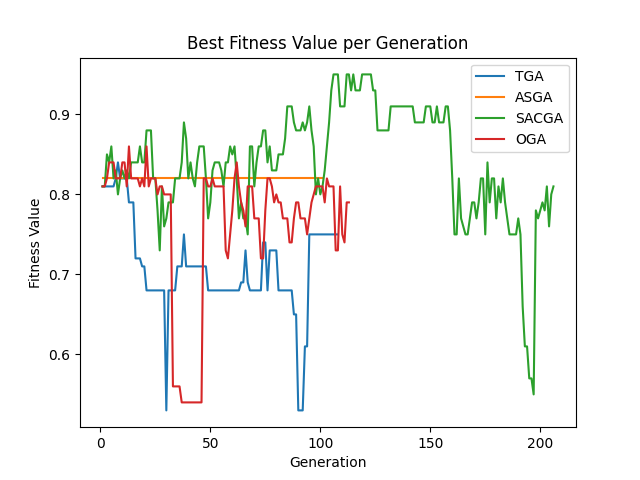 Best Fitness Value per Generation
TGA
ASGA
SACGA
OGA
Fitness Value
0.9
0.8
0.7
0.6
0
50
100
150
200
Generation